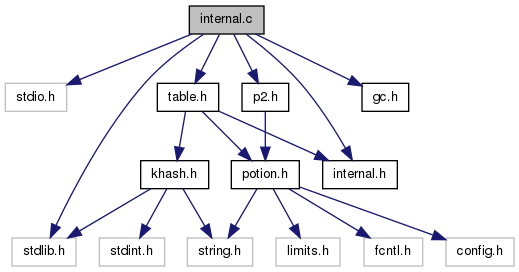 internal.c
stdio.h
table.h
p2.h
gc.h
khash.h
potion.h
internal.h
stdlib.h
stdint.h
string.h
limits.h
fcntl.h
config.h